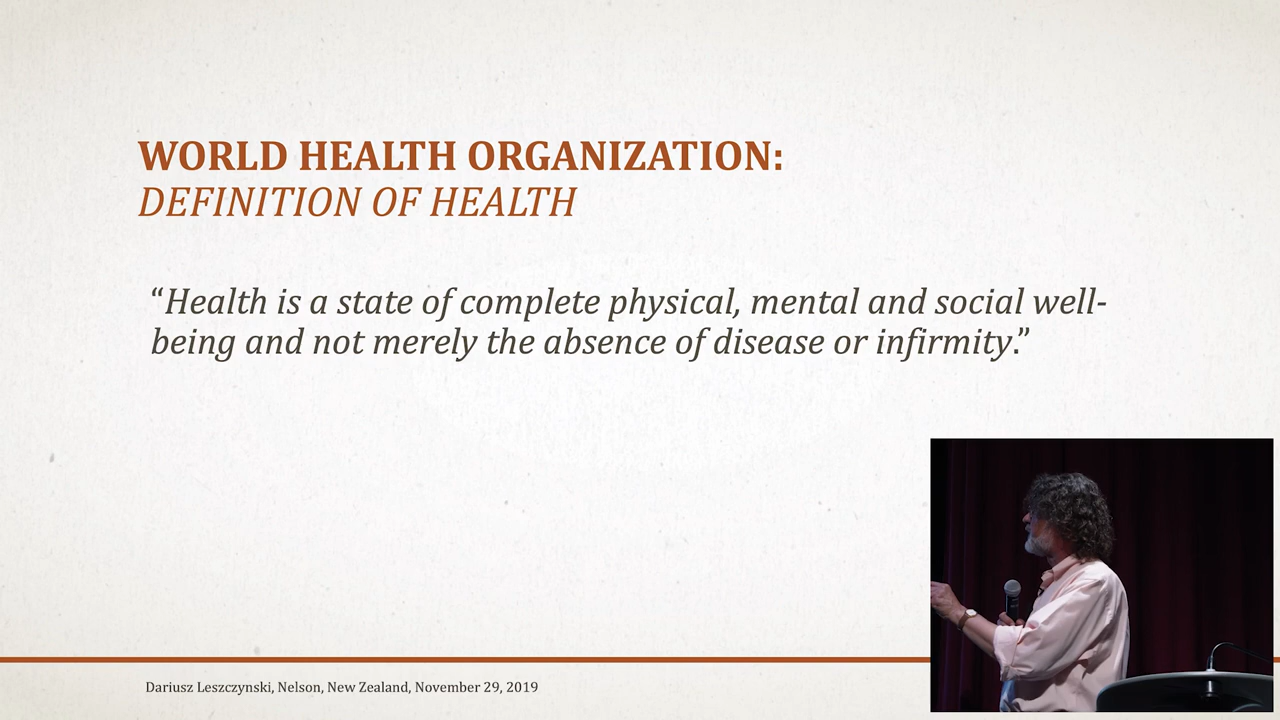 WORLD HEALTH ORGANIZATION:
DEFINITION OF HEALTH
“Health is a state of complete physical, mental and social well-
being and not merely the absence of disease or infirmity.”
Dariusz Leszczynski, Nelson, New Zealand, November 29, 2019